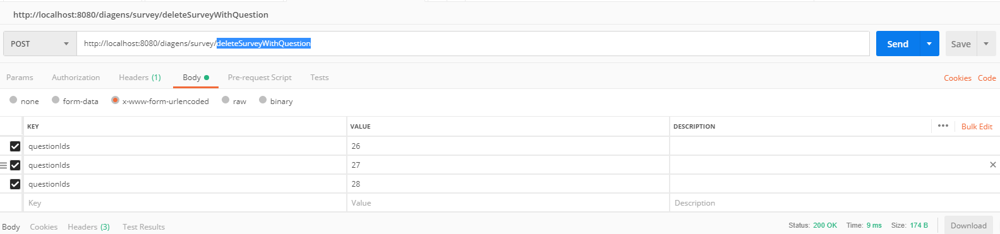 http://localhost:8080/diagens/survey/deleteSurveyWithQuestion
POST http://localhost:8080/diagens/survey/deleteSurveyWithQuestion Send Save
Params Authorization Headers (1) Body Pre-request Script Tests Cookies Code
none form-data x-www-form-urlencoded raw binary
KEY VALUE DESCRIPTION Bulk Edit
questionIds 26
questionIds 27
questionIds 28
Key Value Description
Body Cookies Headers (3) Test Results Status: 200 OK Time: 9 ms Size: 174 B Download